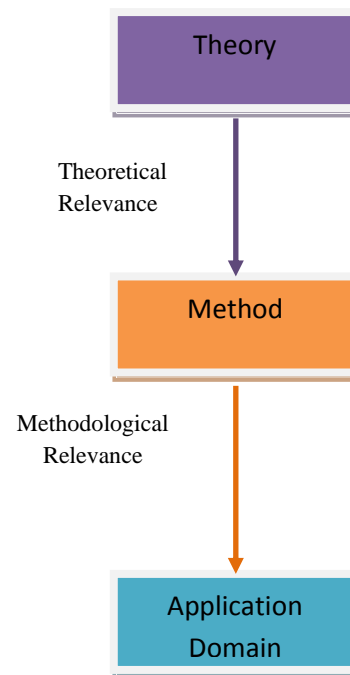 Theory
Theoretical
Relevance
Method
Methodological
Relevance
Application
Domain